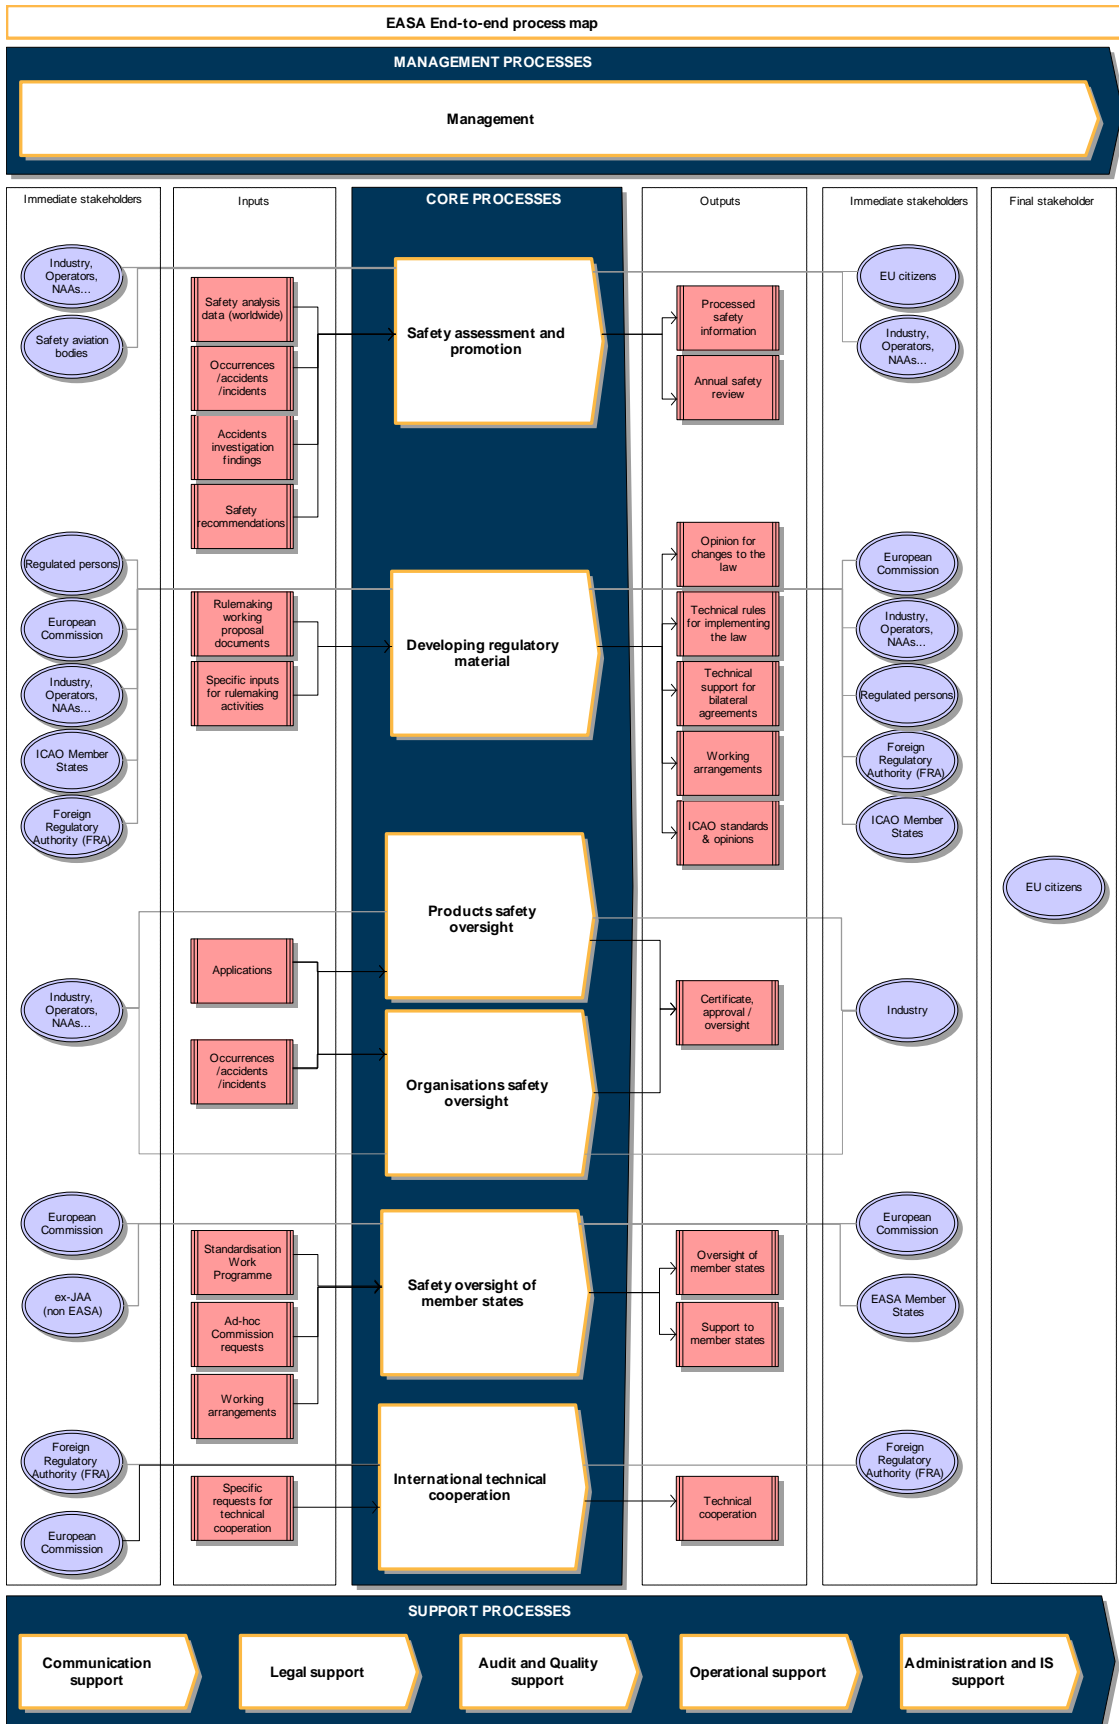 EASA End-to-end process map
MANAGEMENT PROCESSES
Management
Immediate stakeholders
Inputs
CORE PROCESSES
Outputs
Immediate stakeholders
Final stakeholder
Industry,
Operators,
NAAs...
Safety aviation
bodies
Safety analysis
data (worldwide)
Occurrences
/accidents
/incidents
Accidents
investigation
findings
Safety
recommendations
Safety assessment and
promotion
Processed
safety
information
Annual safety
review
EU citizens
Industry,
Operators,
NAAs...
Regulated persons
European
Commission
Industry,
Operators,
NAAs...
ICAO Member
States
Foreign
Regulatory
Authority (FRA)
Rulemaking
working
proposal
documents
Specific inputs
for rulemaking
activities
Developing regulatory
material
Opinion for
changes to the
law
Technical rules
for implementing
the law
Technical
support for
bilateral
agreements
Working
arrangements
ICAO standards
& opinions
European
Commission
Industry,
Operators,
NAAs...
Regulated persons
Foreign
Regulatory
Authority (FRA)
ICAO Member
States
EU citizens
Industry,
Operators,
NAAs...
Applications
Occurrences
/accidents
/incidents
Products safety
oversight
Organisations safety
oversight
Certificate,
approval /
oversight
Industry
European
Commission
ex-JAA
(non EASA)
Standardisation
Work
Programme
Ad-hoc
Commission
requests
Working
arrangements
Safety oversight of
member states
Oversight of
member states
Support to
member states
European
Commission
EASA Member
States
Foreign
Regulatory
Authority (FRA)
European
Commission
Specific
requests for
technical
cooperation
International technical
cooperation
Technical
cooperation
Foreign
Regulatory
Authority (FRA)
SUPPORT PROCESSES
Communication
support
Legal support
Audit and Quality
support
Operational support
Administration and IS
support